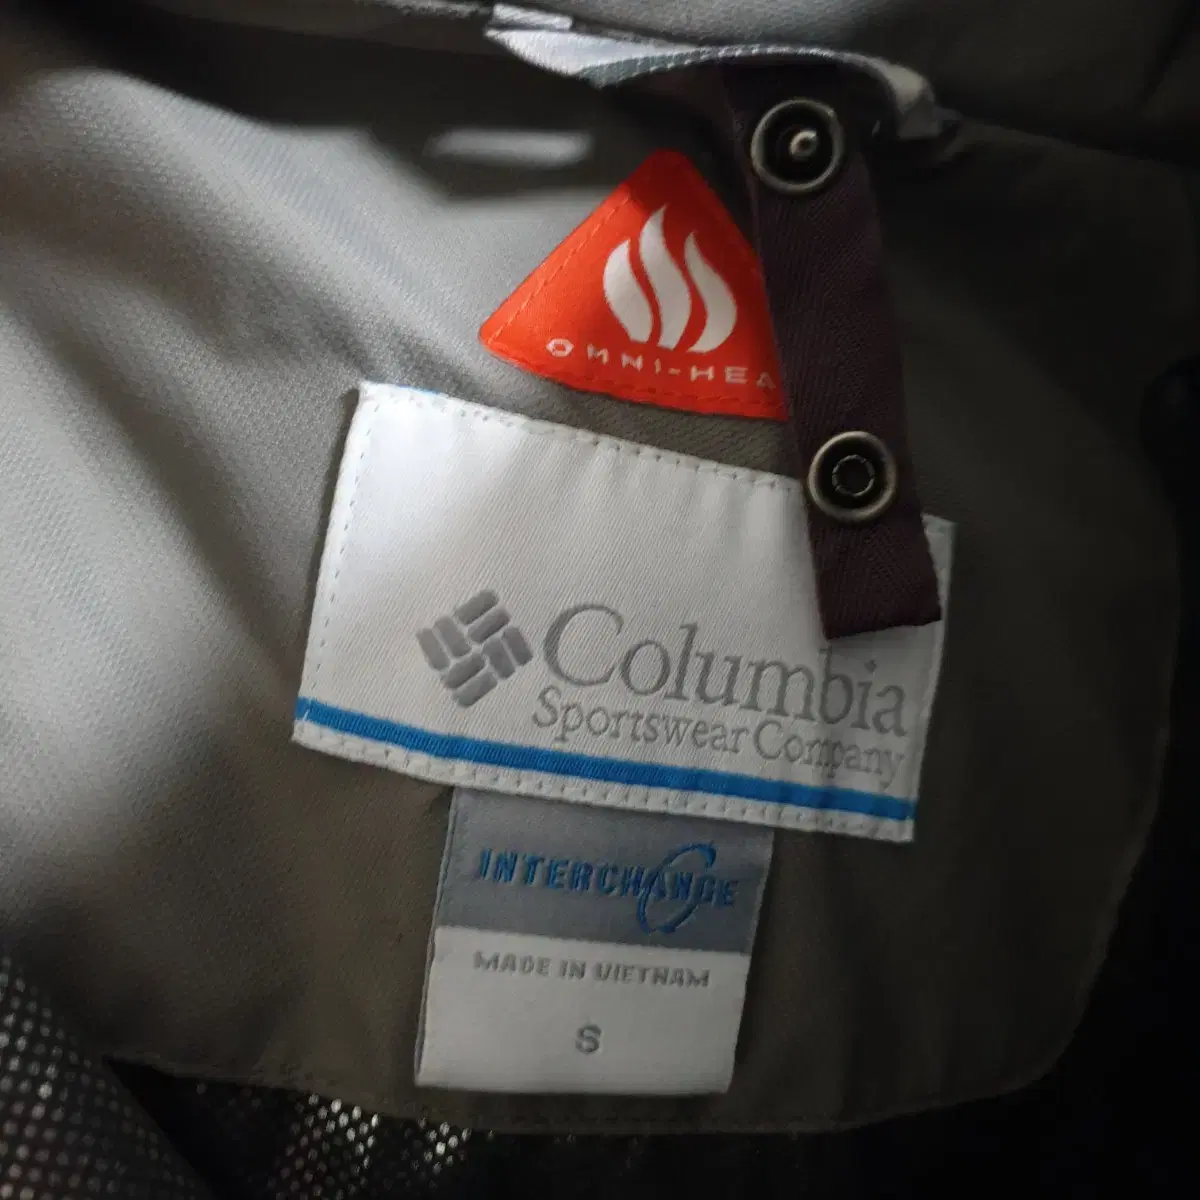 OMNI-HEA
Columbia
Sportswear Company
INTERCHANGE
MADE IN VIETNAM
S